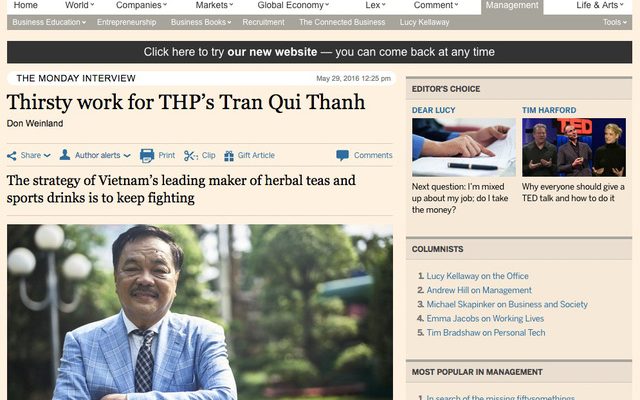 Home World Companies Markets Global Economy Lex Comment Management Life & Arts
Business Education Entrepreneurship Business Books Recruitment The Connected Business Lucy Kellaway Tools
Click here to try our new website — you can come back at any time
THE MONDAY INTERVIEW
May 29, 2016 12:25 pm
Thirsty work for THP's Tran Qui Thanh
Don Weinland
Share Author alerts Print Clip Gift Article Comments
The strategy of Vietnam's leading maker of herbal teas and
sports drinks is to keep fighting
EDITOR'S CHOICE
DEAR LUCY
Next question: I'm mixed
up about my job; do I take
the money?
TIM HARFORD
TED
Why everyone should give a
TED talk and how to do it
COLUMNISTS
1. Lucy Kellaway on the Office
2. Andrew Hill on Management
3. Michael Skapinker on Business and Society
4. Emma Jacobs on Working Lives
5. Tim Bradshaw on Personal Tech
MOST POPULAR IN MANAGEMENT
1. In search of the missing fiftysomethings